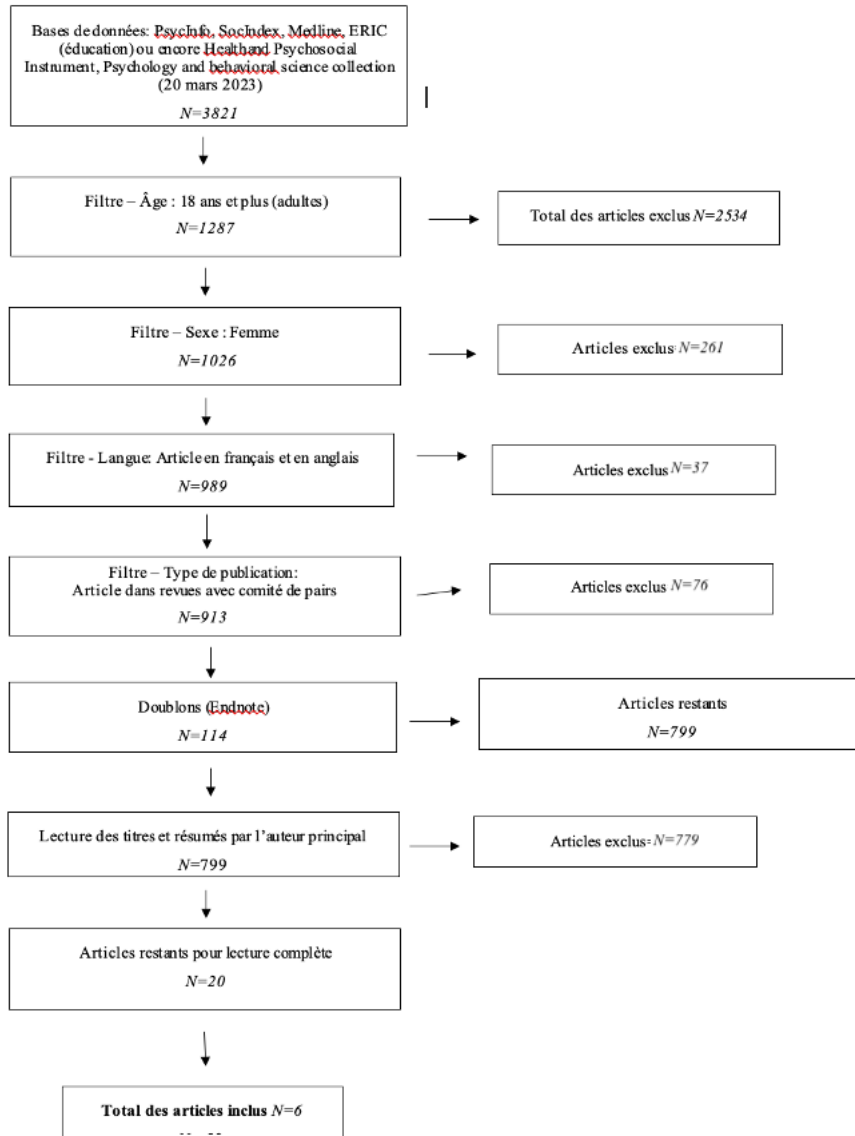 Bases de données: PsycInfo, SocIndex, Medline, ERIC
(éducation) ou encore Healthand Psychosocial
Instrument, Psychology and behavioral science collection
(20 mars 2023)
N=3821
Filtre – Âge : 18 ans et plus (adultes)
N=1287
Total des articles exclus N=2534
Filtre – Sexe : Femme
N=1026
Articles exclus N=261
Filtre - Langue: Article en français et en anglais
N=989
Articles exclus N=37
Filtre – Type de publication:
Article dans revues avec comité de pairs
N=913
Articles exclus N=76
Doublons (Endnote)
N=114
Articles restants
N=799
Lecture des titres et résumés par l'auteur principal
N=799
Articles exclus= N=779
Articles restants pour lecture complète
N=20
Total des articles inclus N=6